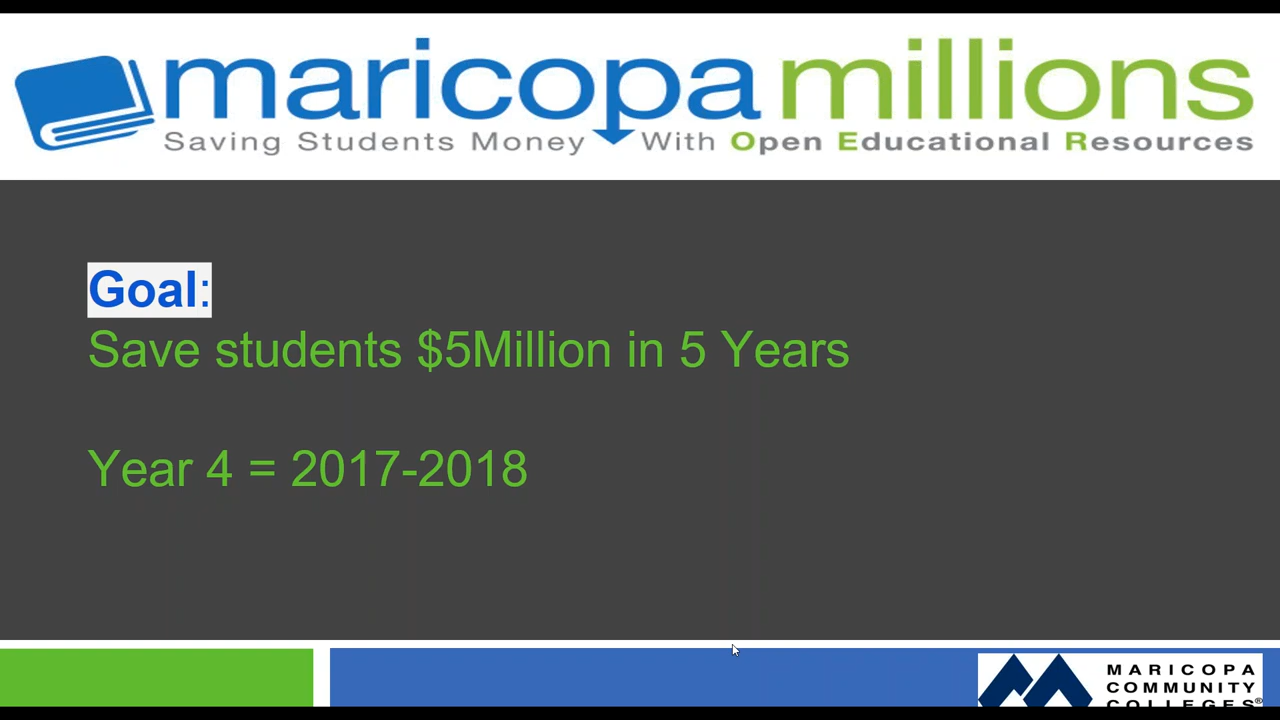 maricopa millions
Saving Students Money With Open Educational Resources
Goal:
Save students $5Million in 5 Years
Year 4 = 2017-2018
MARICOPA
COMMUNITY
COLLEGES®